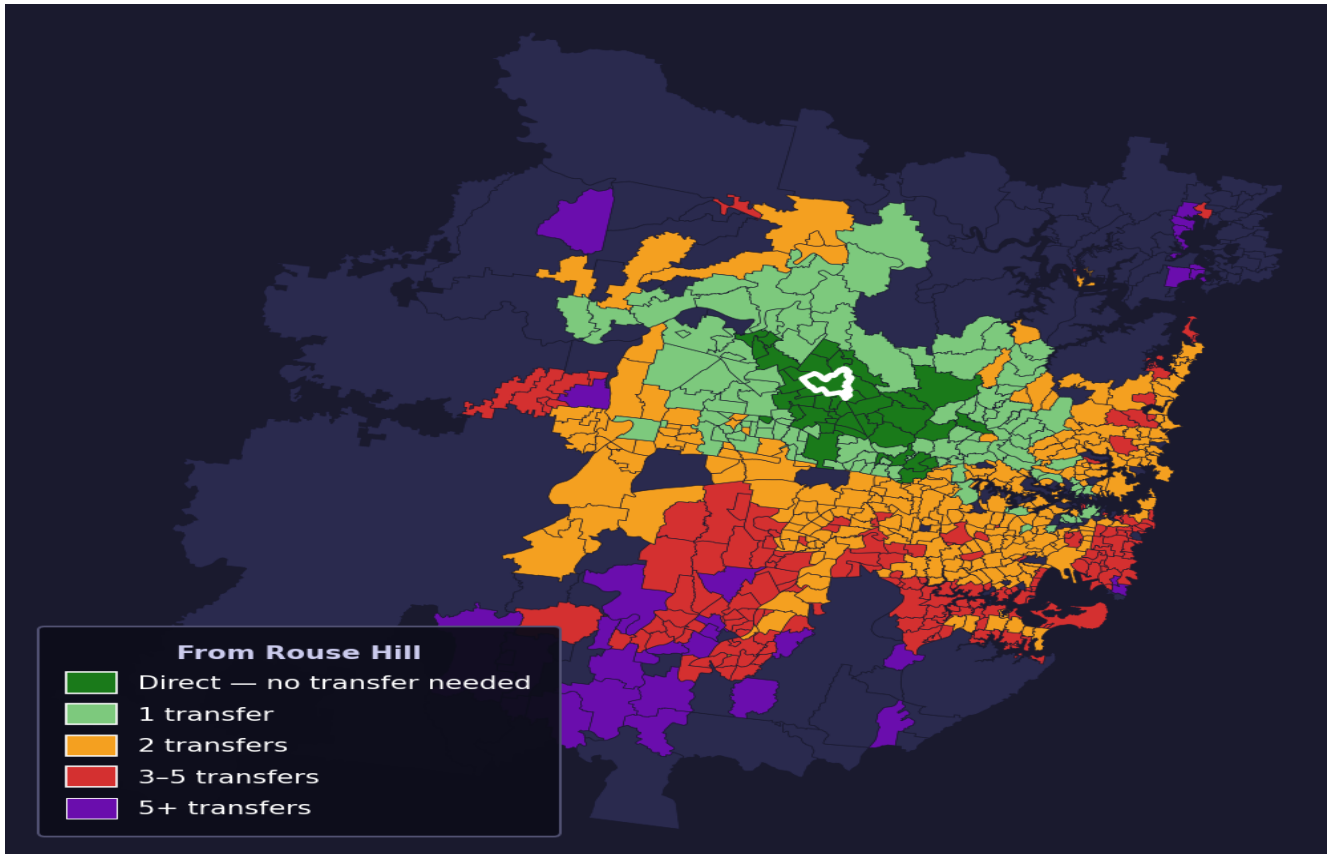 From Rouse Hill
Direct — no transfer needed
1 transfer
2 transfers
3–5 transfers
5+ transfers